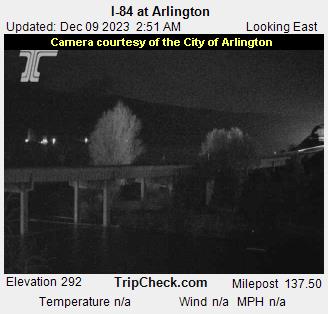 I-84 at Arlington
Updated: Dec 09 2023 2:51 AM Looking East
Camera courtesy of the City of Arlington
Elevation 292 TripCheck.com Milepost 137.50
Temperature n/a Wind n/a MPH n/a